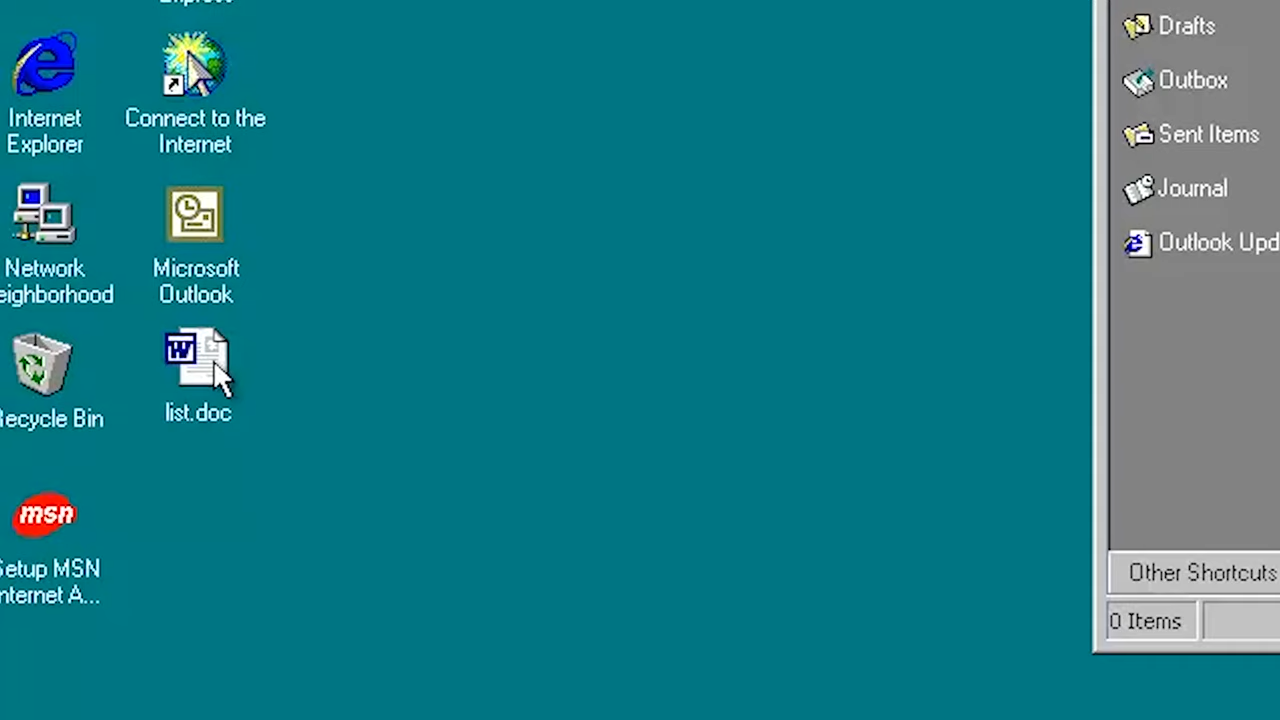 Internet
Explorer
Connect to the
Internet
Network
eighborhood
Microsoft
Outlook
W
ecycle Bin
list.doc
msn
Setup MSN
nternet A...
Drafts
Outbox
Sent Items
Journal
Outlook Upd
Other Shortcuts
0 Items